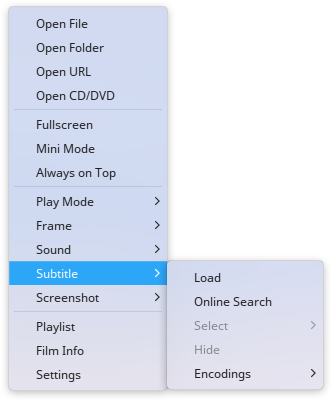 Open File
Open Folder
Open URL
Open CD/DVD
Fullscreen
Mini Mode
Always on Top
Play Mode
Frame
Sound
Subtitle
Screenshot
Playlist
Film Info
Settings
Load
Online Search
Select
Hide
Encodings